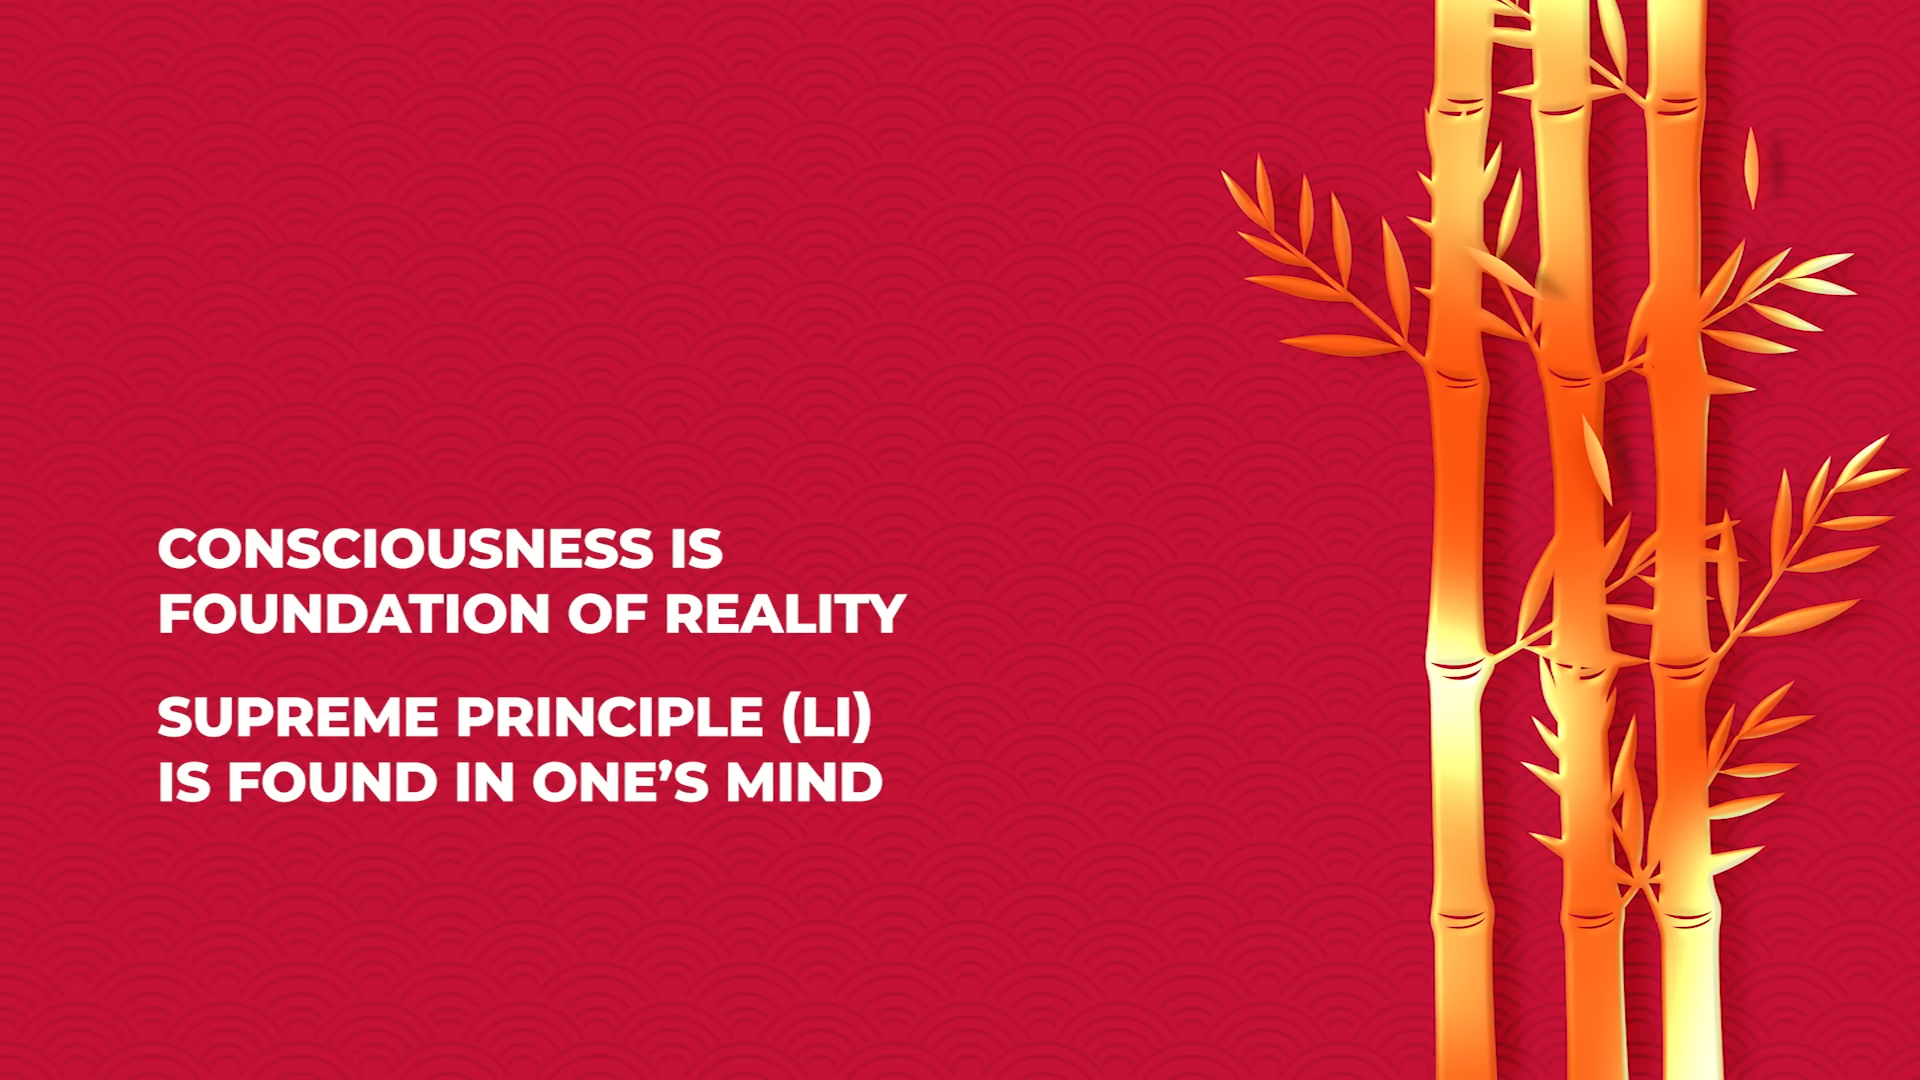 CONSCIOUSNESS IS
FOUNDATION OF REALITY
SUPREME PRINCIPLE (LI)
IS FOUND IN ONE’S MIND